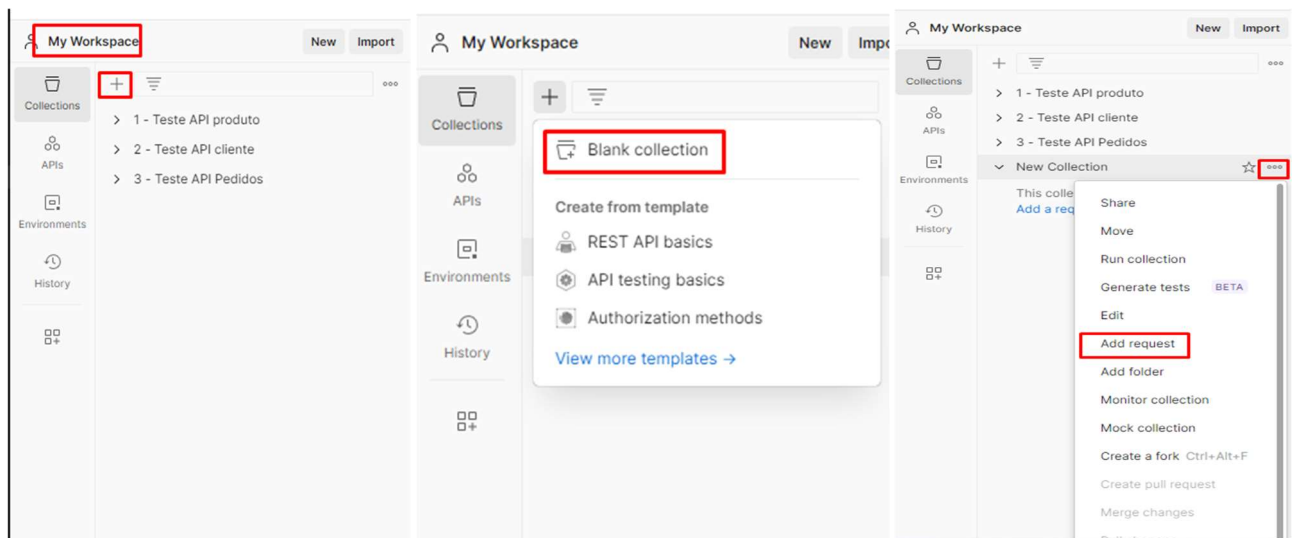 My Workspace
New
Import
Collections
1 - Teste API produto
2 - Teste API cliente
APIs
3 - Teste API Pedidos
Environments
History
My Workspace
New
Collections
Blank collection
APIs
Create from template
REST API basics
Environments
API testing basics
Authorization methods
History
View more templates →
My Workspace
New
Import
Collections
1 - Teste API produto
2 - Teste API cliente
APIs
3 - Teste API Pedidos
New Collection
Environments
This colle
Share
Add a req
History
Move
Run collection
Generate tests BETA
Edit
Add request
Add folder
Monitor collection
Mock collection
Create a fork Ctrl+Alt+F
Create pull request
Merge changes